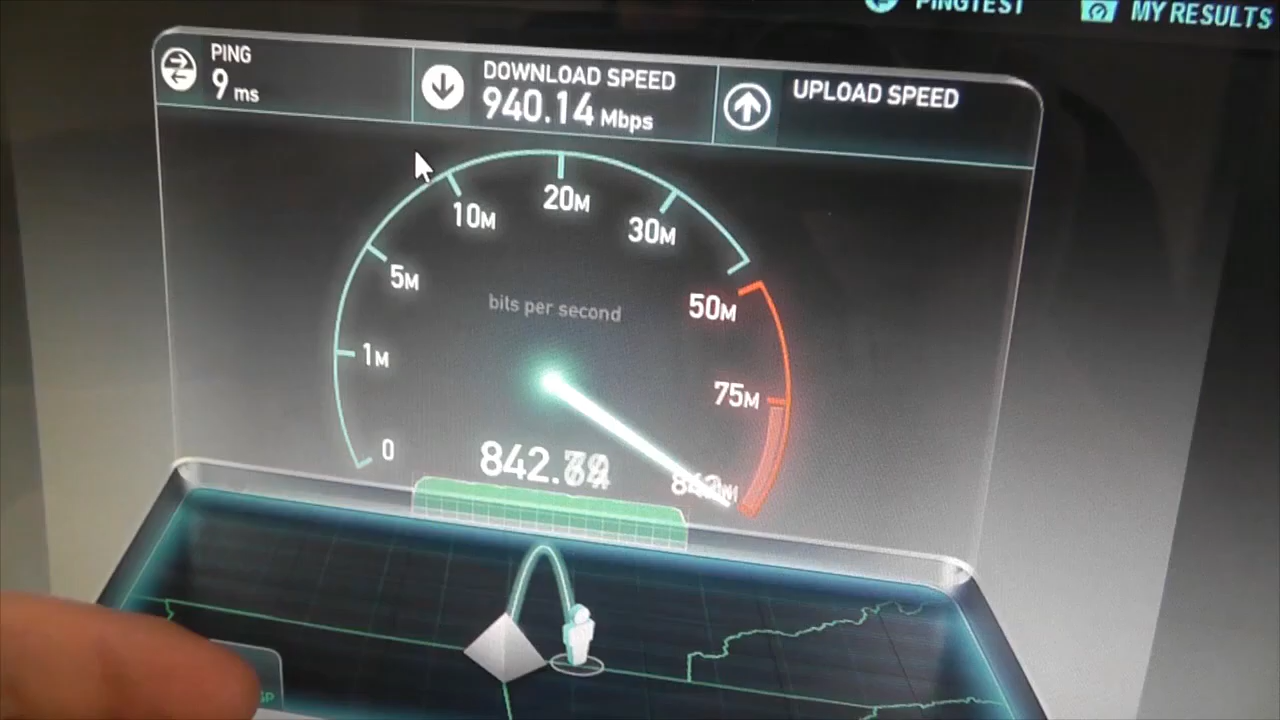 PINGTEST
MY RESULTS
PING
9 ms
DOWNLOAD SPEED
940.14 Mbps
UPLOAD SPEED
0
1M
5M
10M
20M
30M
50M
75M
bits per second